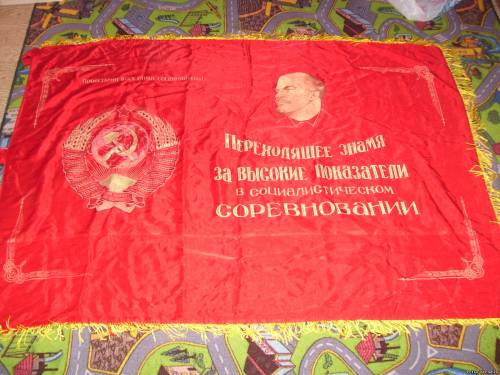 Пролетарии всех стран, соединяйтесь!
Переходящее знамя
за высокие показатели
в социалистическом
соревновании